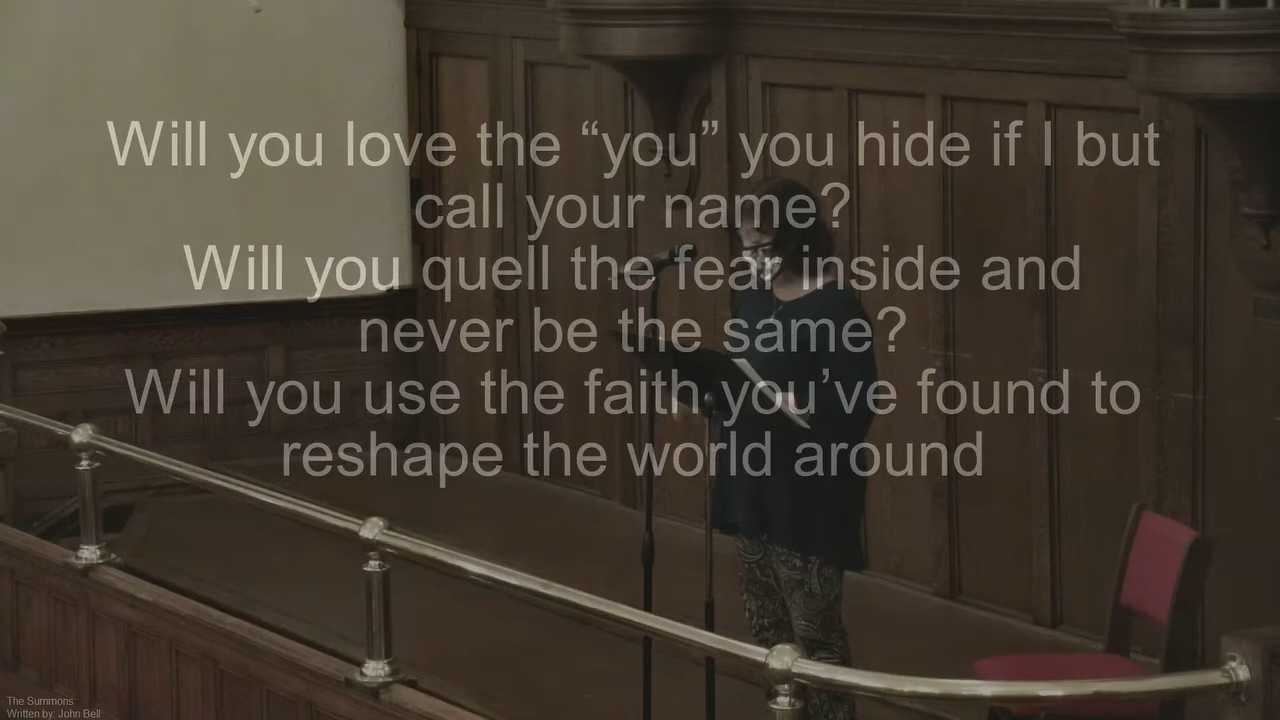 Will you love the “you” you hide if I but
call your name?
Will you quell the fear inside and
never be the same?
Will you use the faith you’ve found to
reshape the world around
The Summons
Written by: John Bell